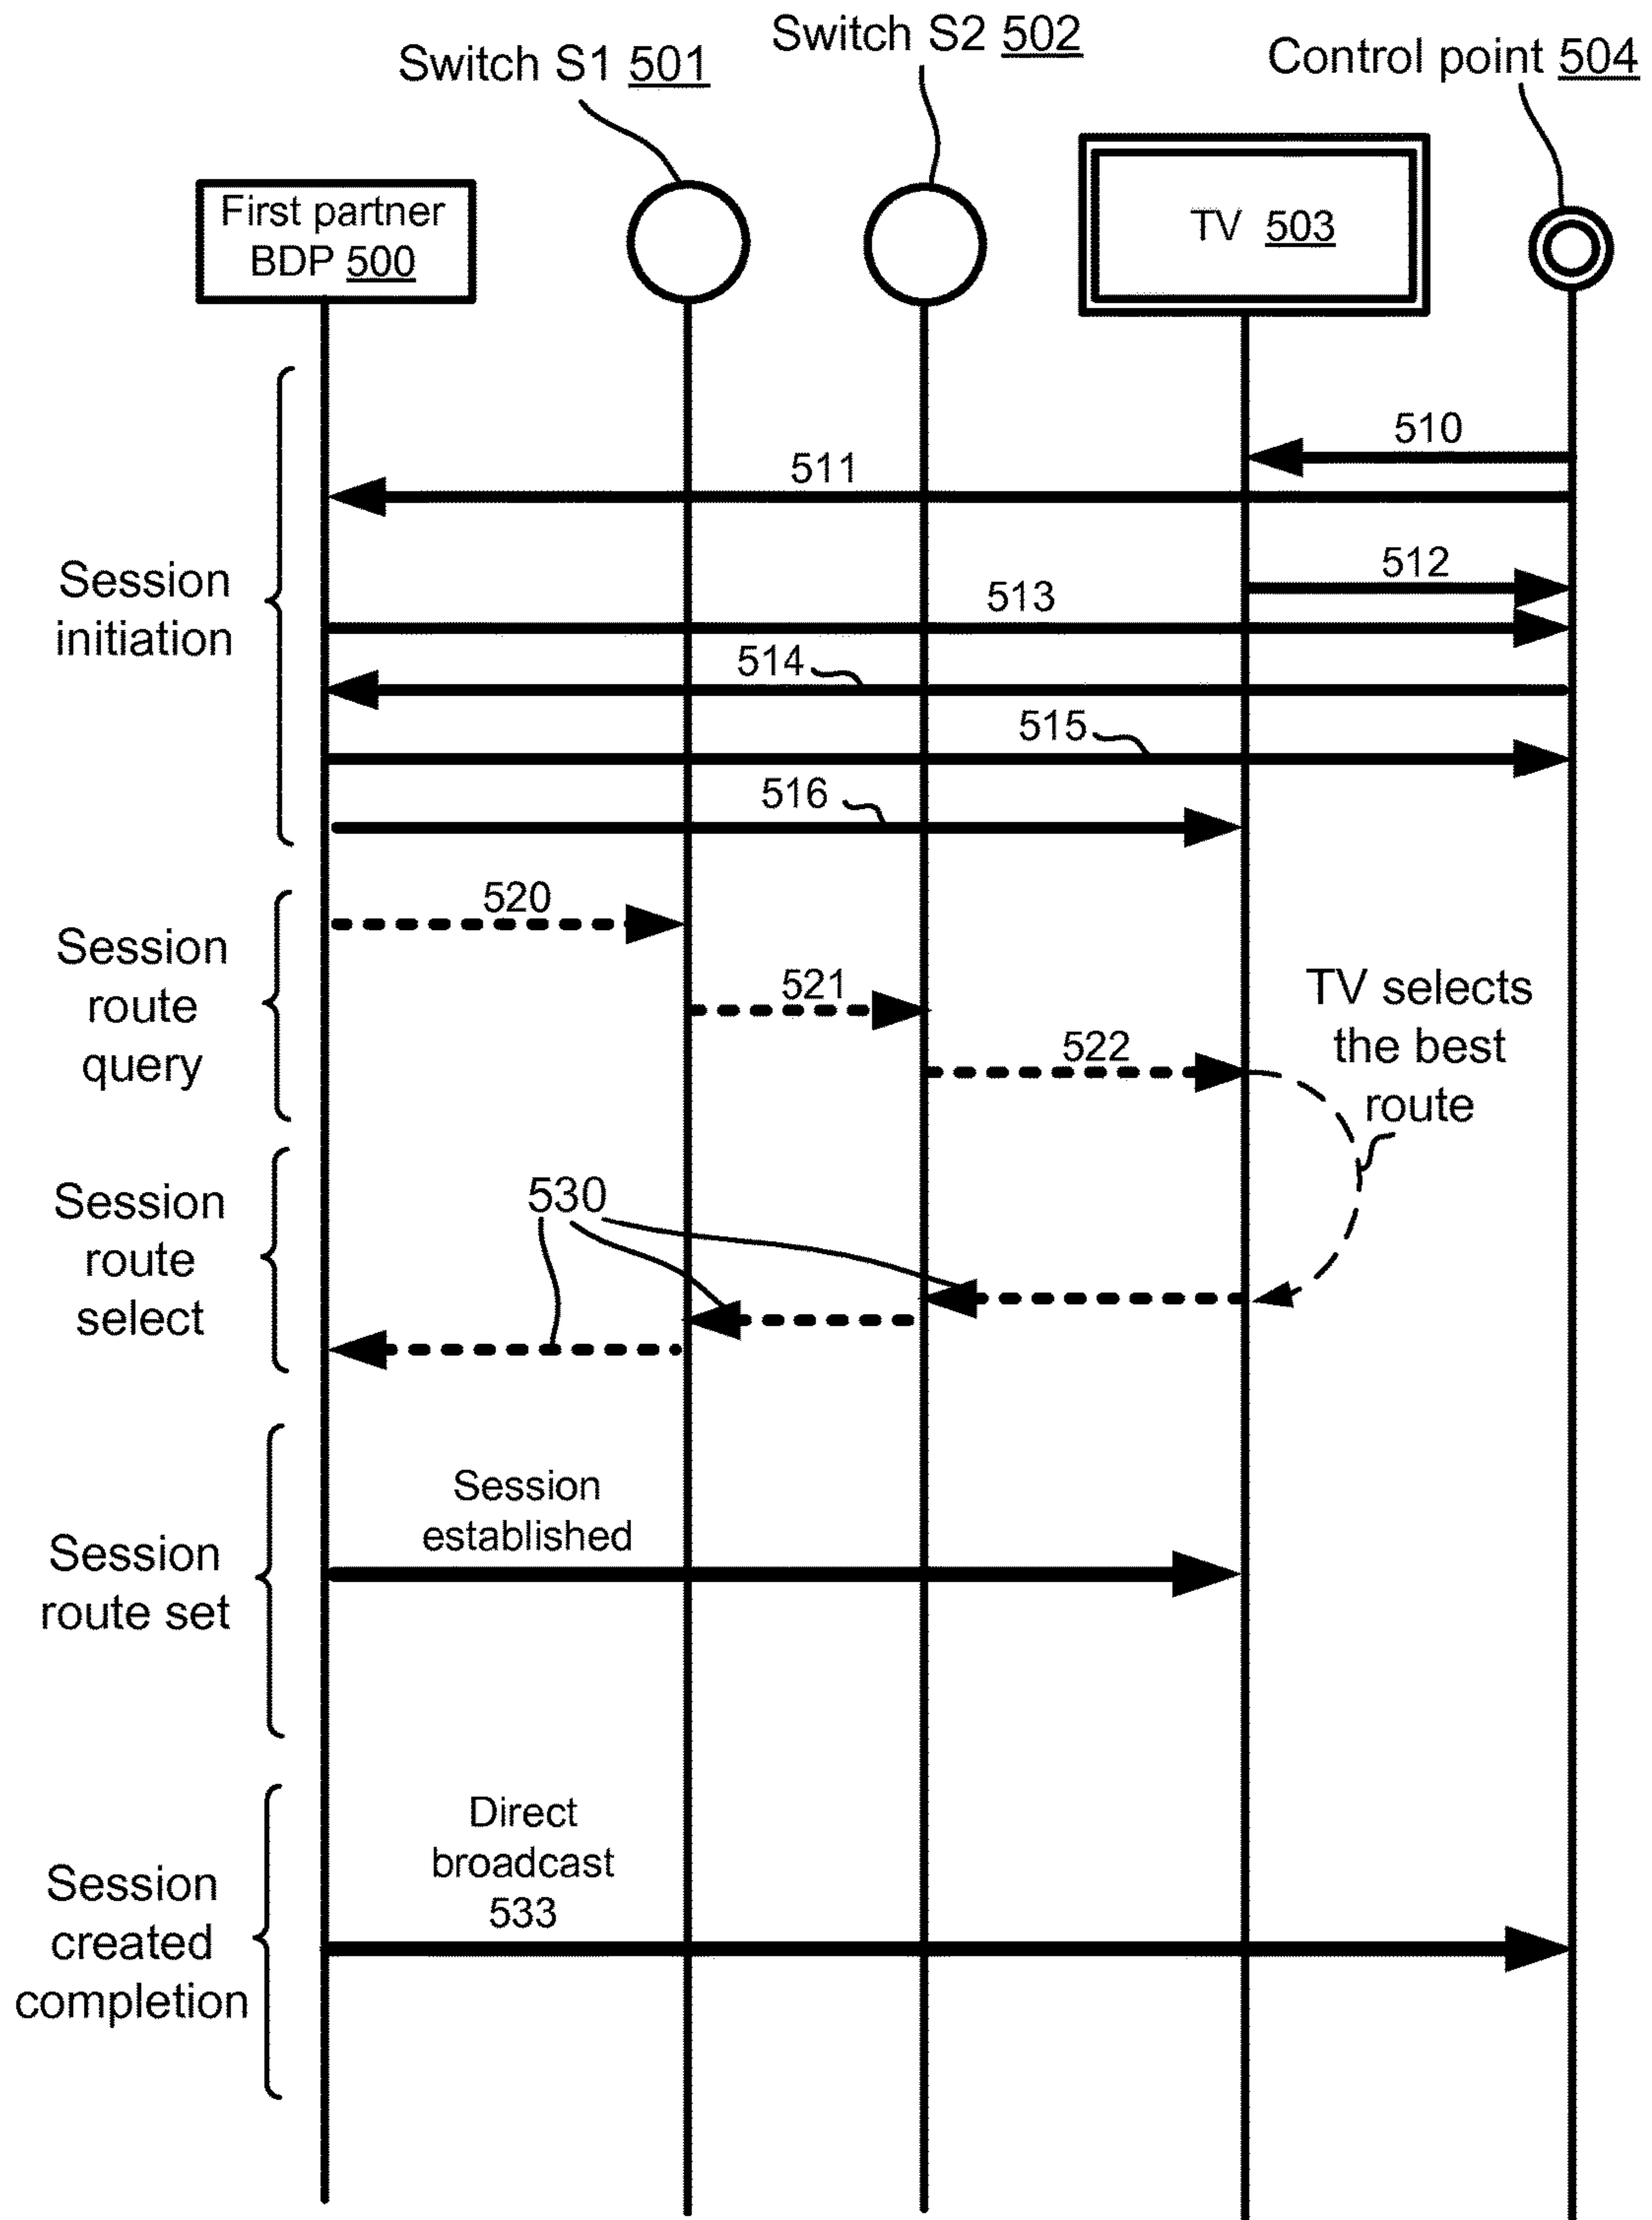 Switch S1 501
Switch S2 502
Control point 504
First partner
BDP 500
TV 503
Session
initiation
510
511
512
513
514
515
516
Session
route
query
520
521
522
TV selects
the best
route
Session
route
select
530
Session
route set
Session
established
Session
created
completion
Direct
broadcast
533